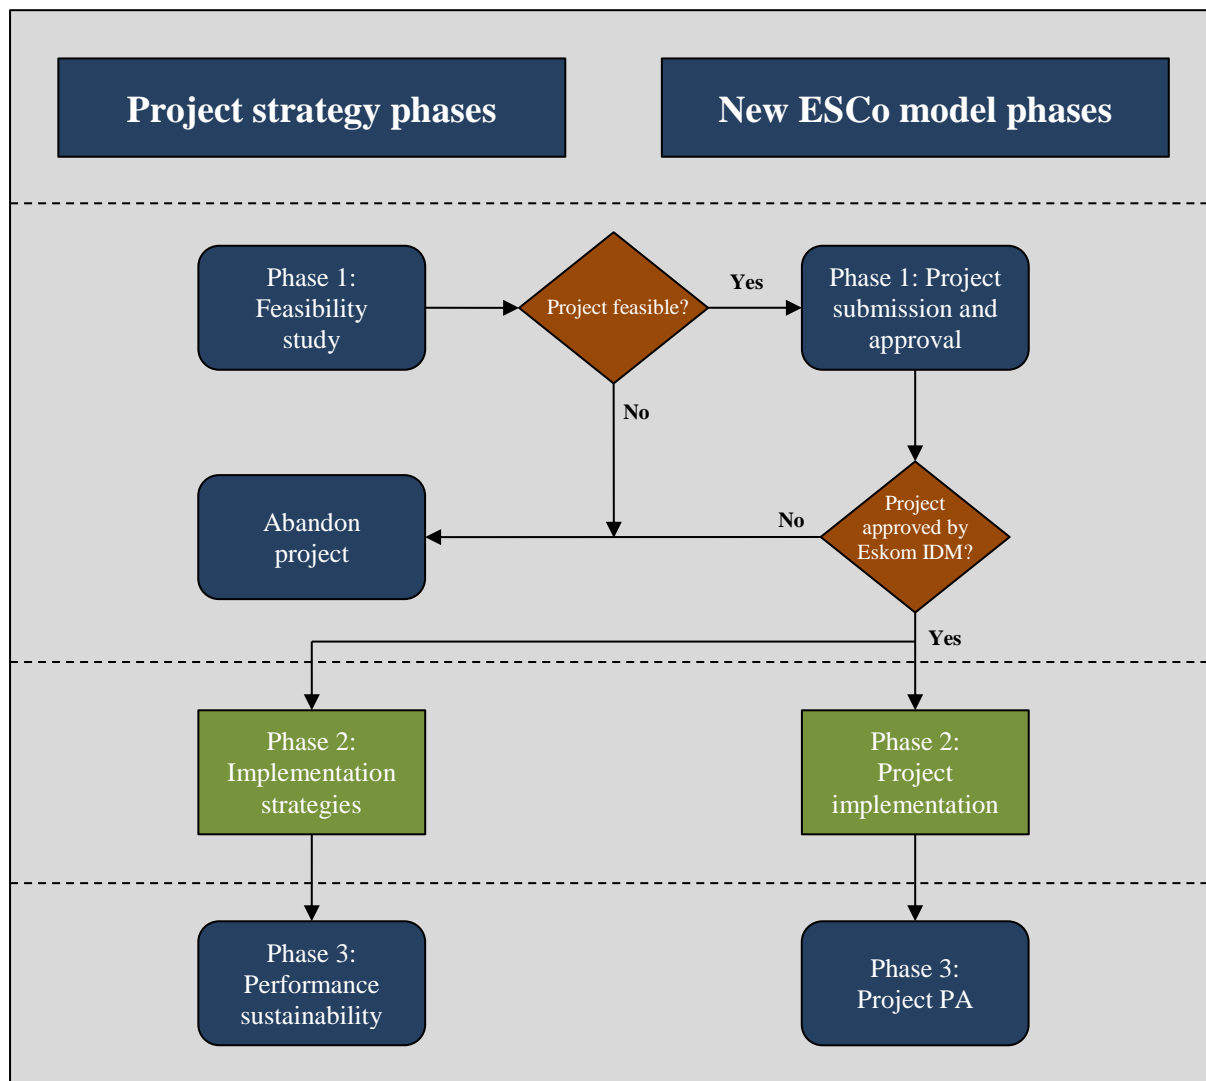 Project strategy phases
New ESCo model phases
Phase 1:
Feasibility
study
Project feasible?
Yes
Phase 1: Project
submission and
approval
No
Abandon
project
No
Project
approved by
Eskom IDM?
Yes
Phase 2:
Implementation
strategies
Phase 2:
Project
implementation
Phase 3:
Performance
sustainability
Phase 3:
Project PA